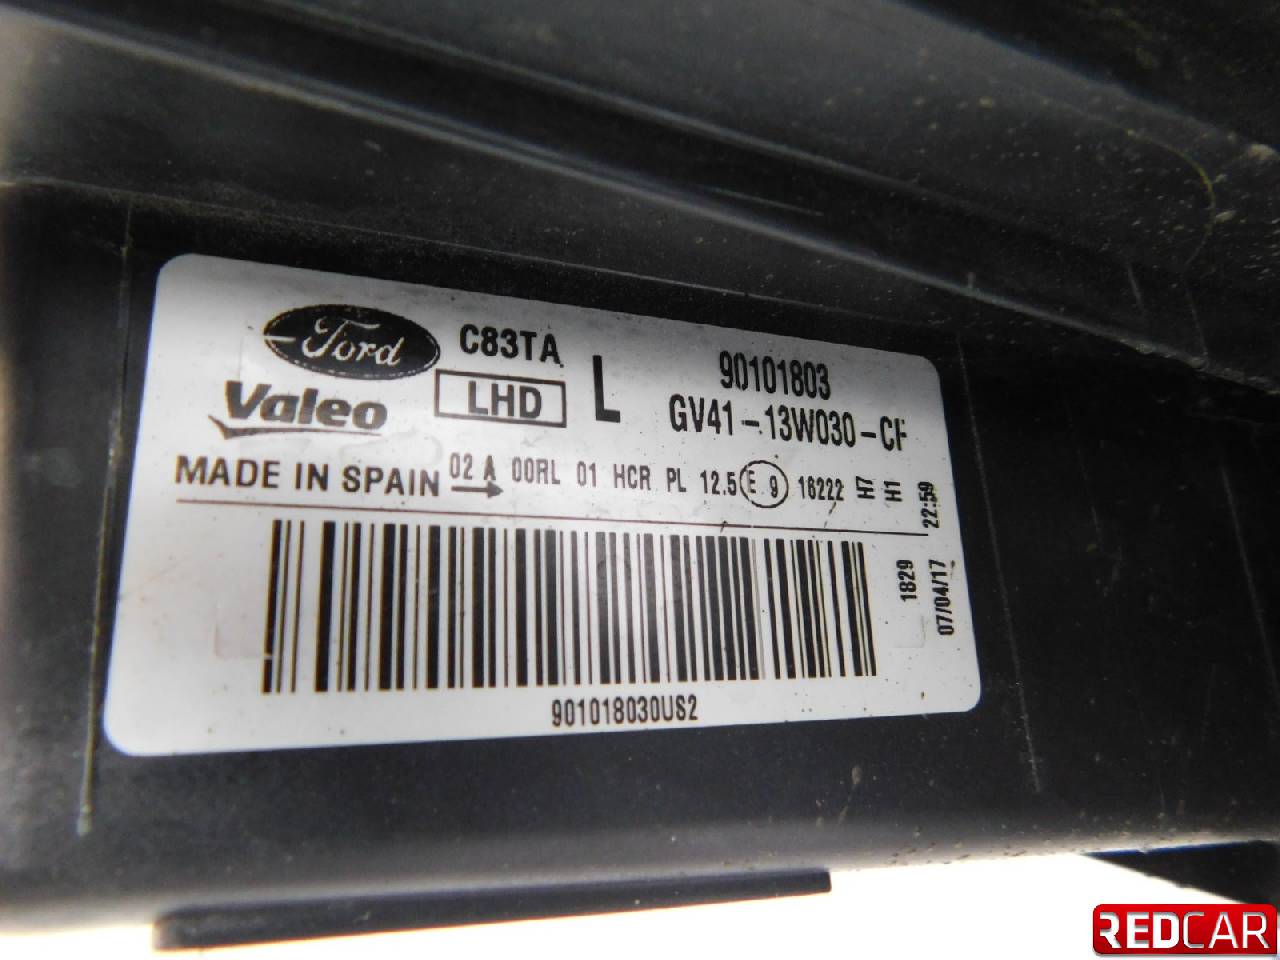 Ford C83TA L 90101803
Valeo LHD GV41-13W030-CF
MADE IN SPAIN 02 A 00RL 01 HCR PL 12.5 E 9 16222 H7 H1
22:59
1829
07/04/17
901018030US2
REDCAR